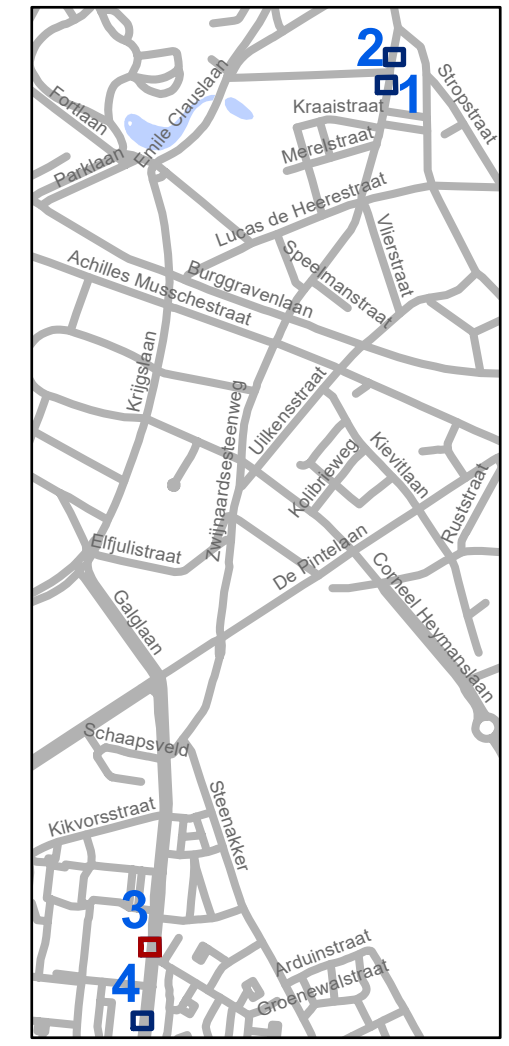 2
1
Stropstraat
Emile Clauslaan
Fortlaan
Kraaistraat
Merelstraat
Parklaan
Lucas de Heerestraat
Vlierstraat
Speelmanstraat
Achilles Musschestraat
Burggravenlaan
Krijgslaan
Zwijnaardsesteenweg
Uilkensstraat
Kolibrieweg
Kievitlaan
Ruststraat
Elfjulistraat
De Pintelaan
Corneel Heymanslaan
Galglaan
Schaapsveld
Steenakker
Kikvorsstraat
3
4
Arduinstraat
Groenewalstraat